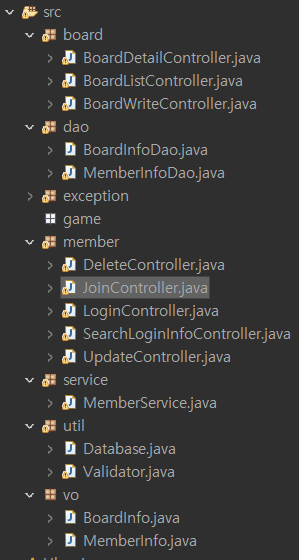 src
board
BoardDetailController.java
BoardListController.java
BoardWriteController.java
dao
BoardInfoDao.java
MemberInfoDao.java
exception
game
member
DeleteController.java
JoinController.java
LoginController.java
SearchLoginInfoController.java
UpdateController.java
service
MemberService.java
util
Database.java
Validator.java
vo
BoardInfo.java
MemberInfo.java